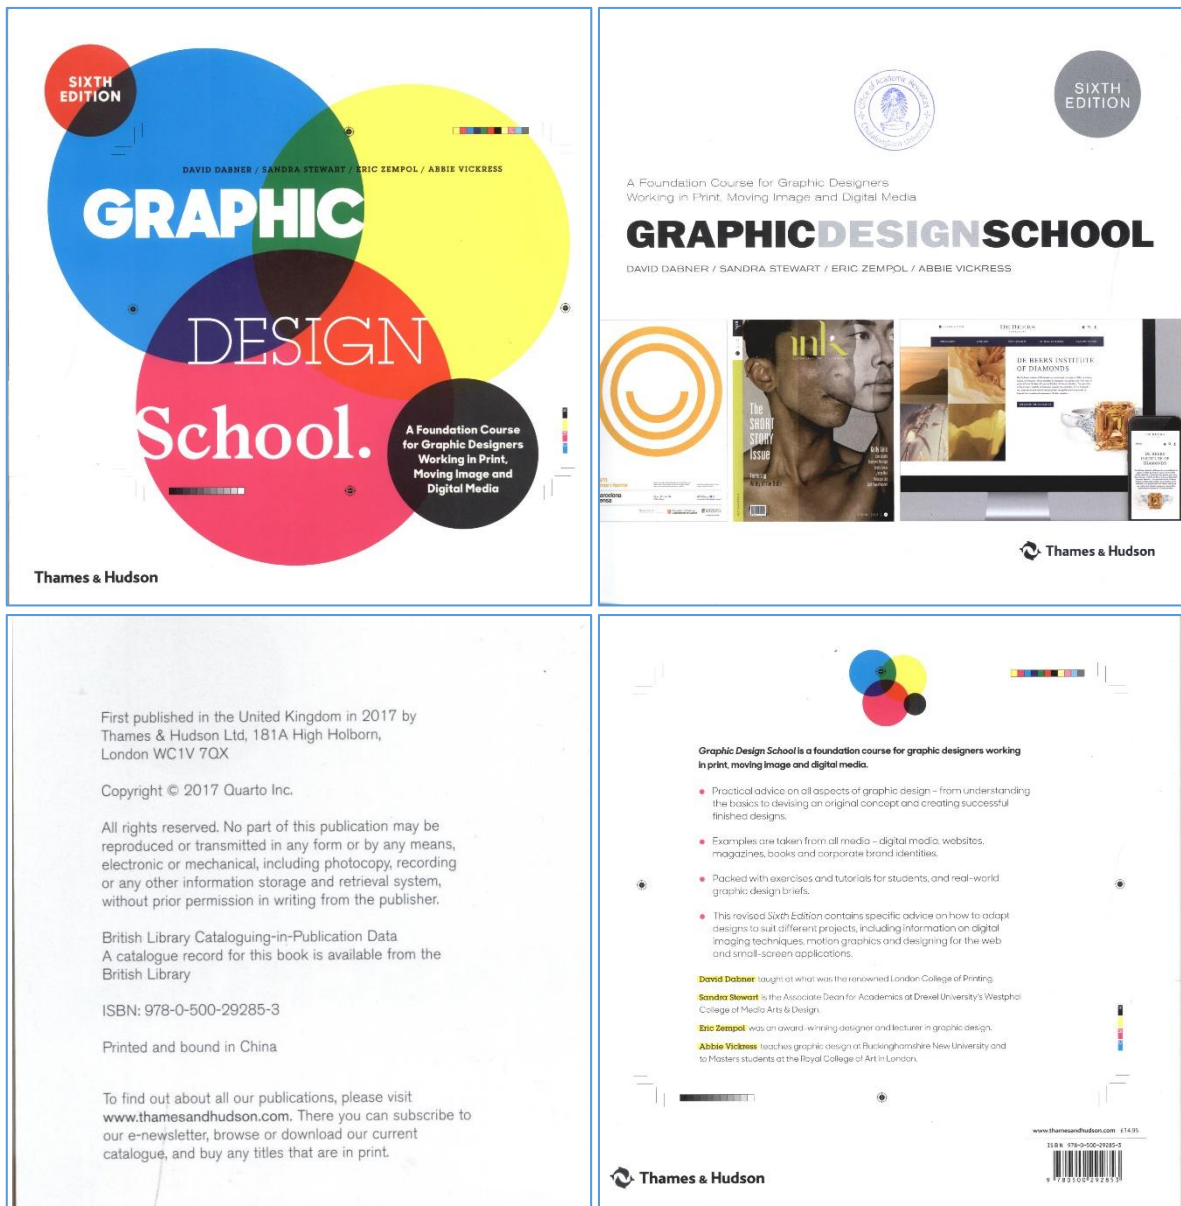 SIXTH
EDITION
DAVID DABNER / SANDRA STEWART / ERIC ZEMPOL / ABBIE VICKRESS
GRAPHIC
DESIGN
School.
A Foundation Course
for Graphic Designers
Working in Print,
Moving Image and
Digital Media
Thames & Hudson
SIXTH
EDITION
Office of Academic Resources
Chulalongkorn University
A Foundation Course for Graphic Designers
Working in Print, Moving Image and Digital Media
GRAPHICDESIGNSCHOOL
DAVID DABNER / SANDRA STEWART / ERIC ZEMPOL / ABBIE VICKRESS
ink
The
SHORT
STORY
Issue
DE BEERS INSTITUTE
OF DIAMONDS
DE BEERS
INSTITUTE OF
DIAMONDS
Thames & Hudson
First published in the United Kingdom in 2017 by
Thames & Hudson Ltd, 181A High Holborn,
London WC1V 7QX
Copyright © 2017 Quarto Inc.
All rights reserved. No part of this publication may be
reproduced or transmitted in any form or by any means,
electronic or mechanical, including photocopy, recording
or any other information storage and retrieval system,
without prior permission in writing from the publisher.
British Library Cataloguing-in-Publication Data
A catalogue record for this book is available from the
British Library
ISBN: 978-0-500-29285-3
Printed and bound in China
To find out about all our publications, please visit
www.thamesandhudson.com. There you can subscribe to
our e-newsletter, browse or download our current
catalogue, and buy any titles that are in print.
Graphic Design School is a foundation course for graphic designers working
in print, moving image and digital media.
• Practical advice on all aspects of graphic design – from understanding
the basics to devising an original concept and creating successful
finished designs.
• Examples are taken from all media – digital media, websites,
magazines, books and corporate brand identities.
• Packed with exercises and tutorials for students, and real-world
graphic design briefs.
• This revised Sixth Edition contains specific advice on how to adapt
designs to suit different projects, including information on digital
imaging techniques, motion graphics and designing for the web
and small-screen applications.
David Dabner taught at what was the renowned London College of Printing.
Sandra Stewart is the Associate Dean for Academics at Drexel University's Westphal
College of Media Arts & Design.
Eric Zempol was an award-winning designer and lecturer in graphic design.
Abbie Vickress teaches graphic design at Buckinghamshire New University and
to Masters students at the Royal College of Art in London.
www.thamesandhudson.com £14.95
ISBN 978-0-500-29285-3
9 780500 292853
Thames & Hudson